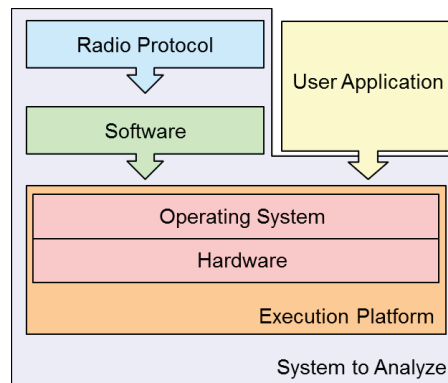 Radio Protocol
User Application
Software
Operating System
Hardware
Execution Platform
System to Analyze